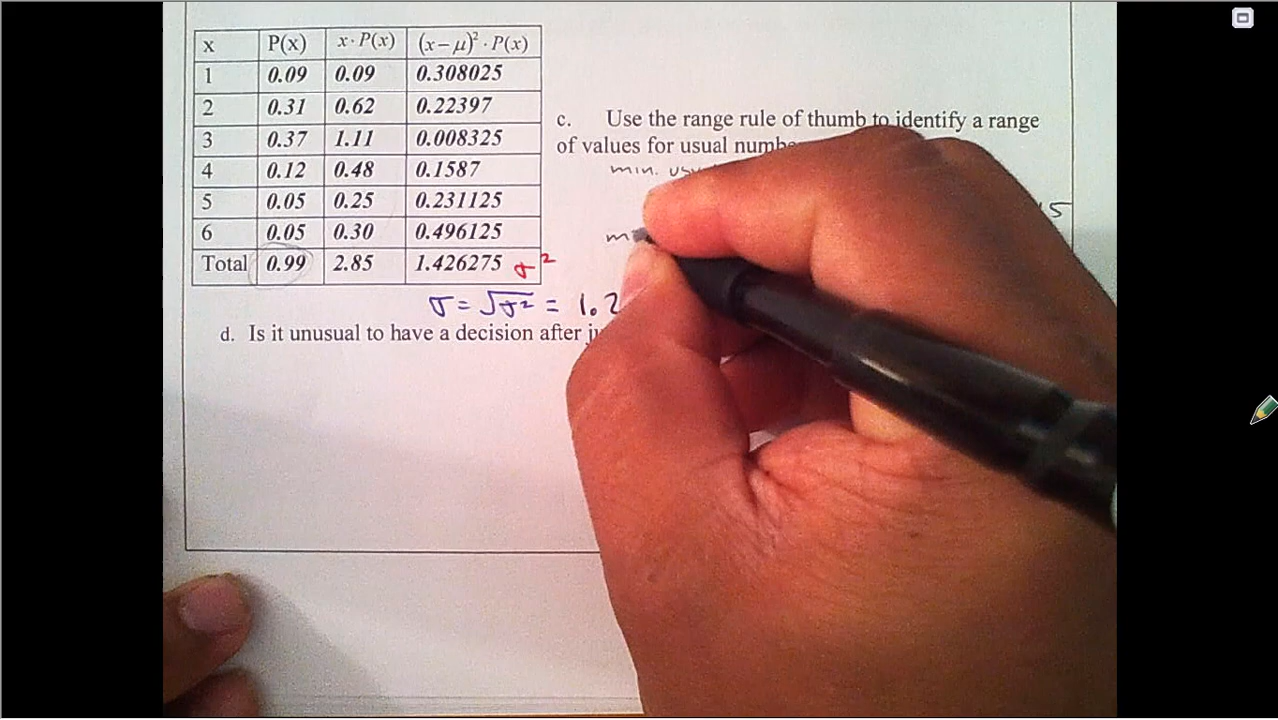 x P(x) x · P(x) (x − μ)² · P(x)
1 0.09 0.09 0.308025
2 0.31 0.62 0.22397
3 0.37 1.11 0.008325
4 0.12 0.48 0.1587
5 0.05 0.25 0.231125
6 0.05 0.30 0.496125
Total 0.99 2.85 1.426275 σ²
c. Use the range rule of thumb to identify a range
of values for usual
min.
σ = √σ² = 1.2
d. Is it unusual to have a decision after